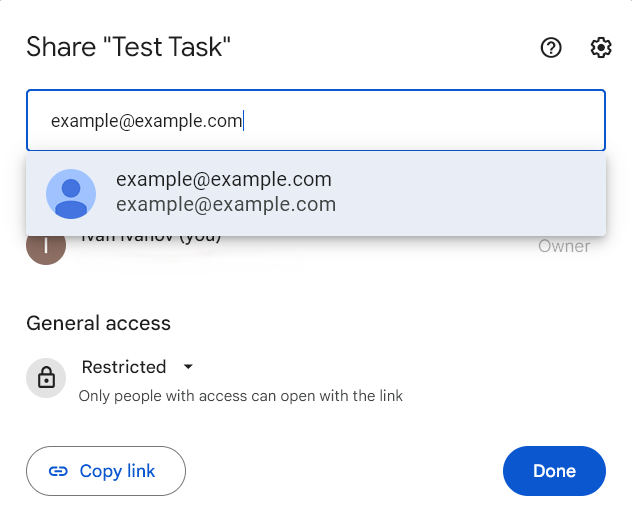 Share "Test Task"
example@example.com
example@example.com
example@example.com
Ivan Ivanov (you)
I
Owner
General access
Restricted
Only people with access can open with the link
Copy link
Done